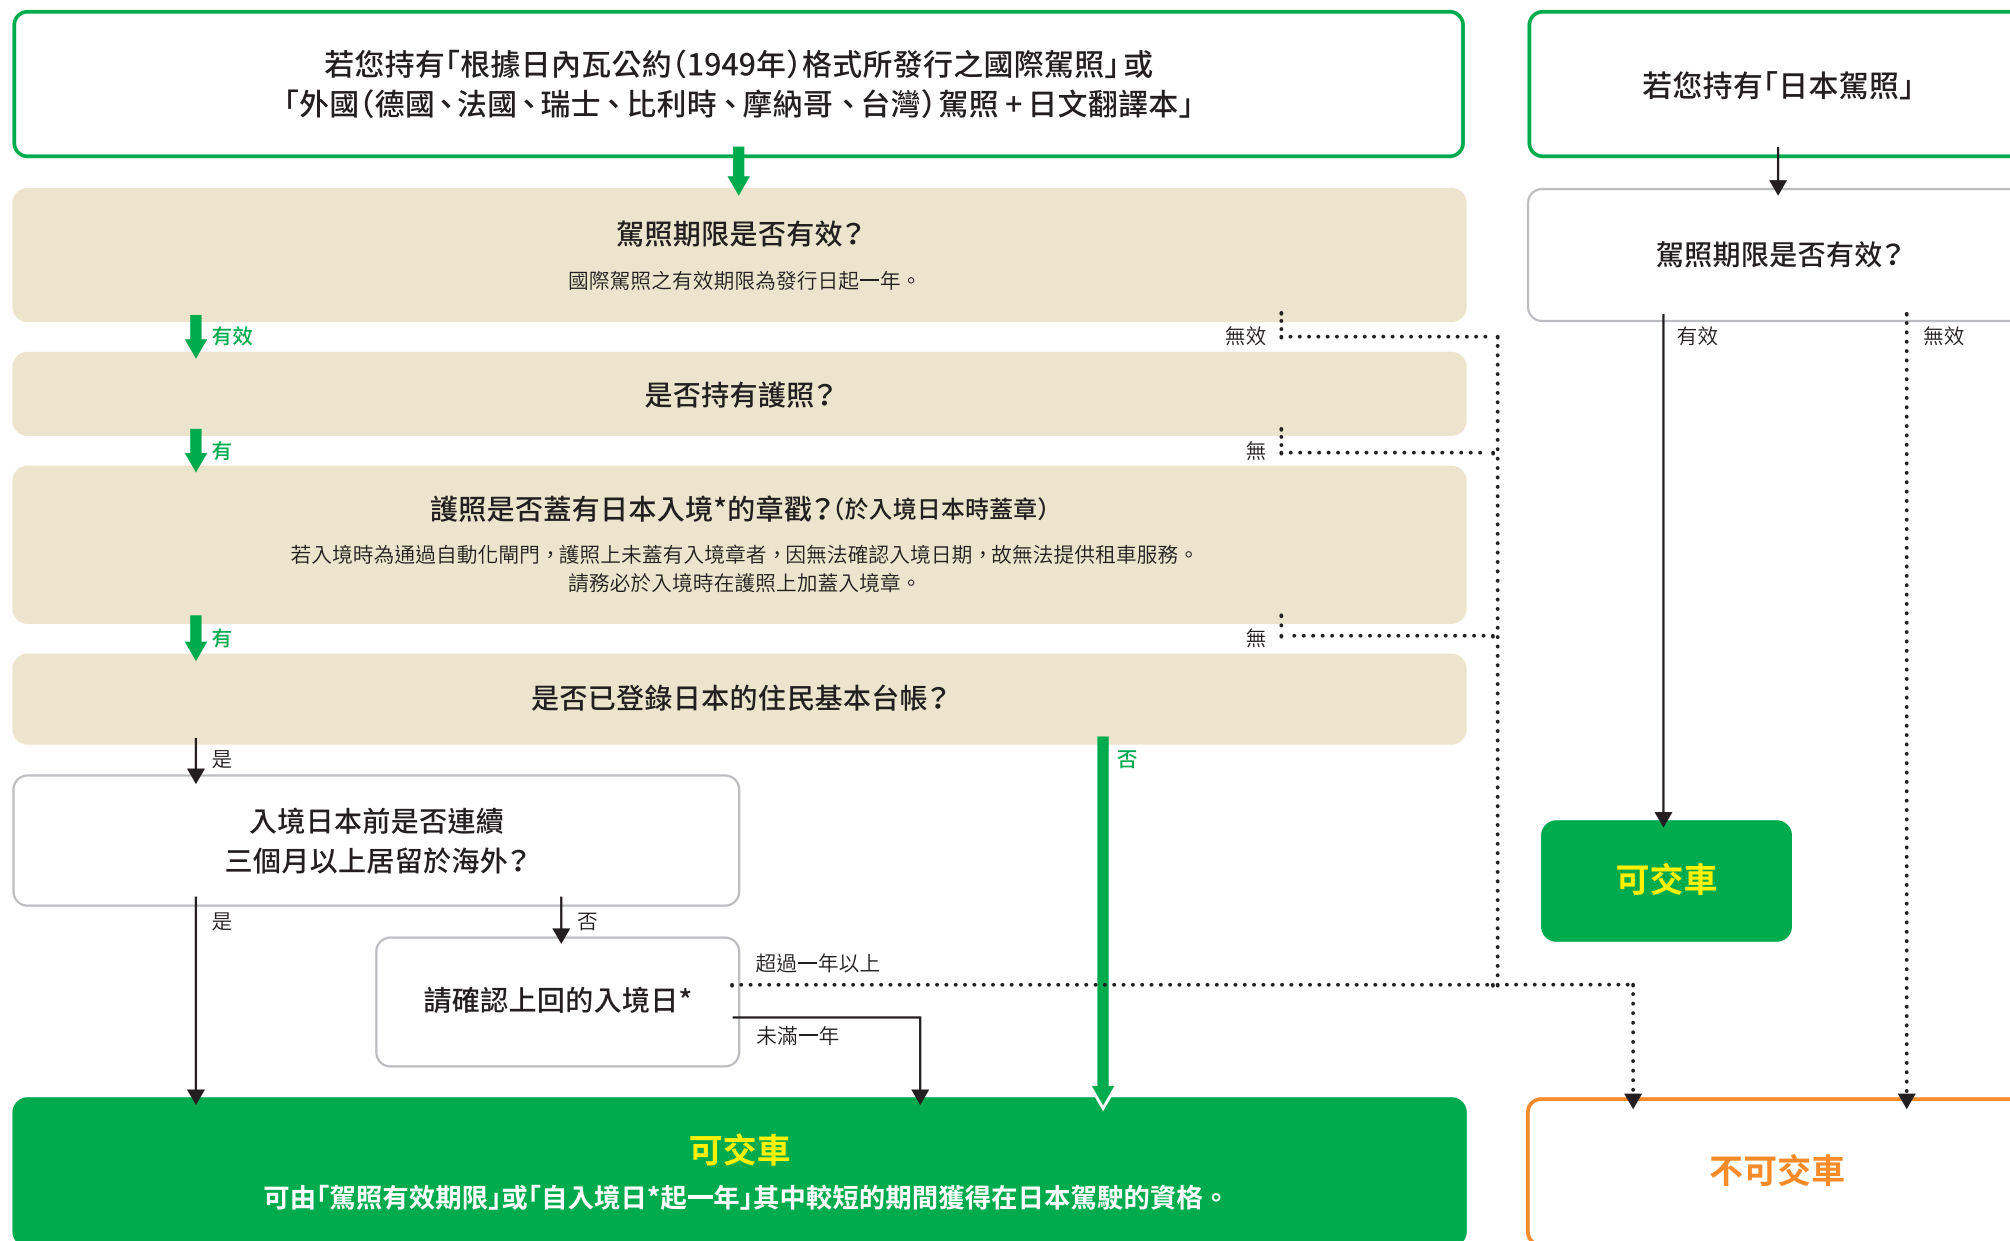 若您持有「根據日內瓦公約（1949年）格式所發行之國際駕照」或
「外國（德國、法國、瑞士、比利時、摩納哥、台灣）駕照 + 日文翻譯本」
駕照期限是否有效？
國際駕照之有效期限為發行日起一年。
有效
無效
是否持有護照？
有
無
護照是否蓋有日本入境*的章戳？（於入境日本時蓋章）
若入境時為通過自動化閘門，護照上未蓋有入境章者，因無法確認入境日期，故無法提供租車服務。
請務必於入境時在護照上加蓋入境章。
有
無
是否已登錄日本的住民基本台帳？
是
否
入境日本前是否連續
三個月以上居留於海外？
是
否
請確認上回的入境日*
超過一年以上
未滿一年
可交車
可由「駕照有效期限」或「自入境日*起一年」其中較短的期間獲得在日本駕駛的資格。
若您持有「日本駕照」
駕照期限是否有效？
有效
無效
可交車
不可交車